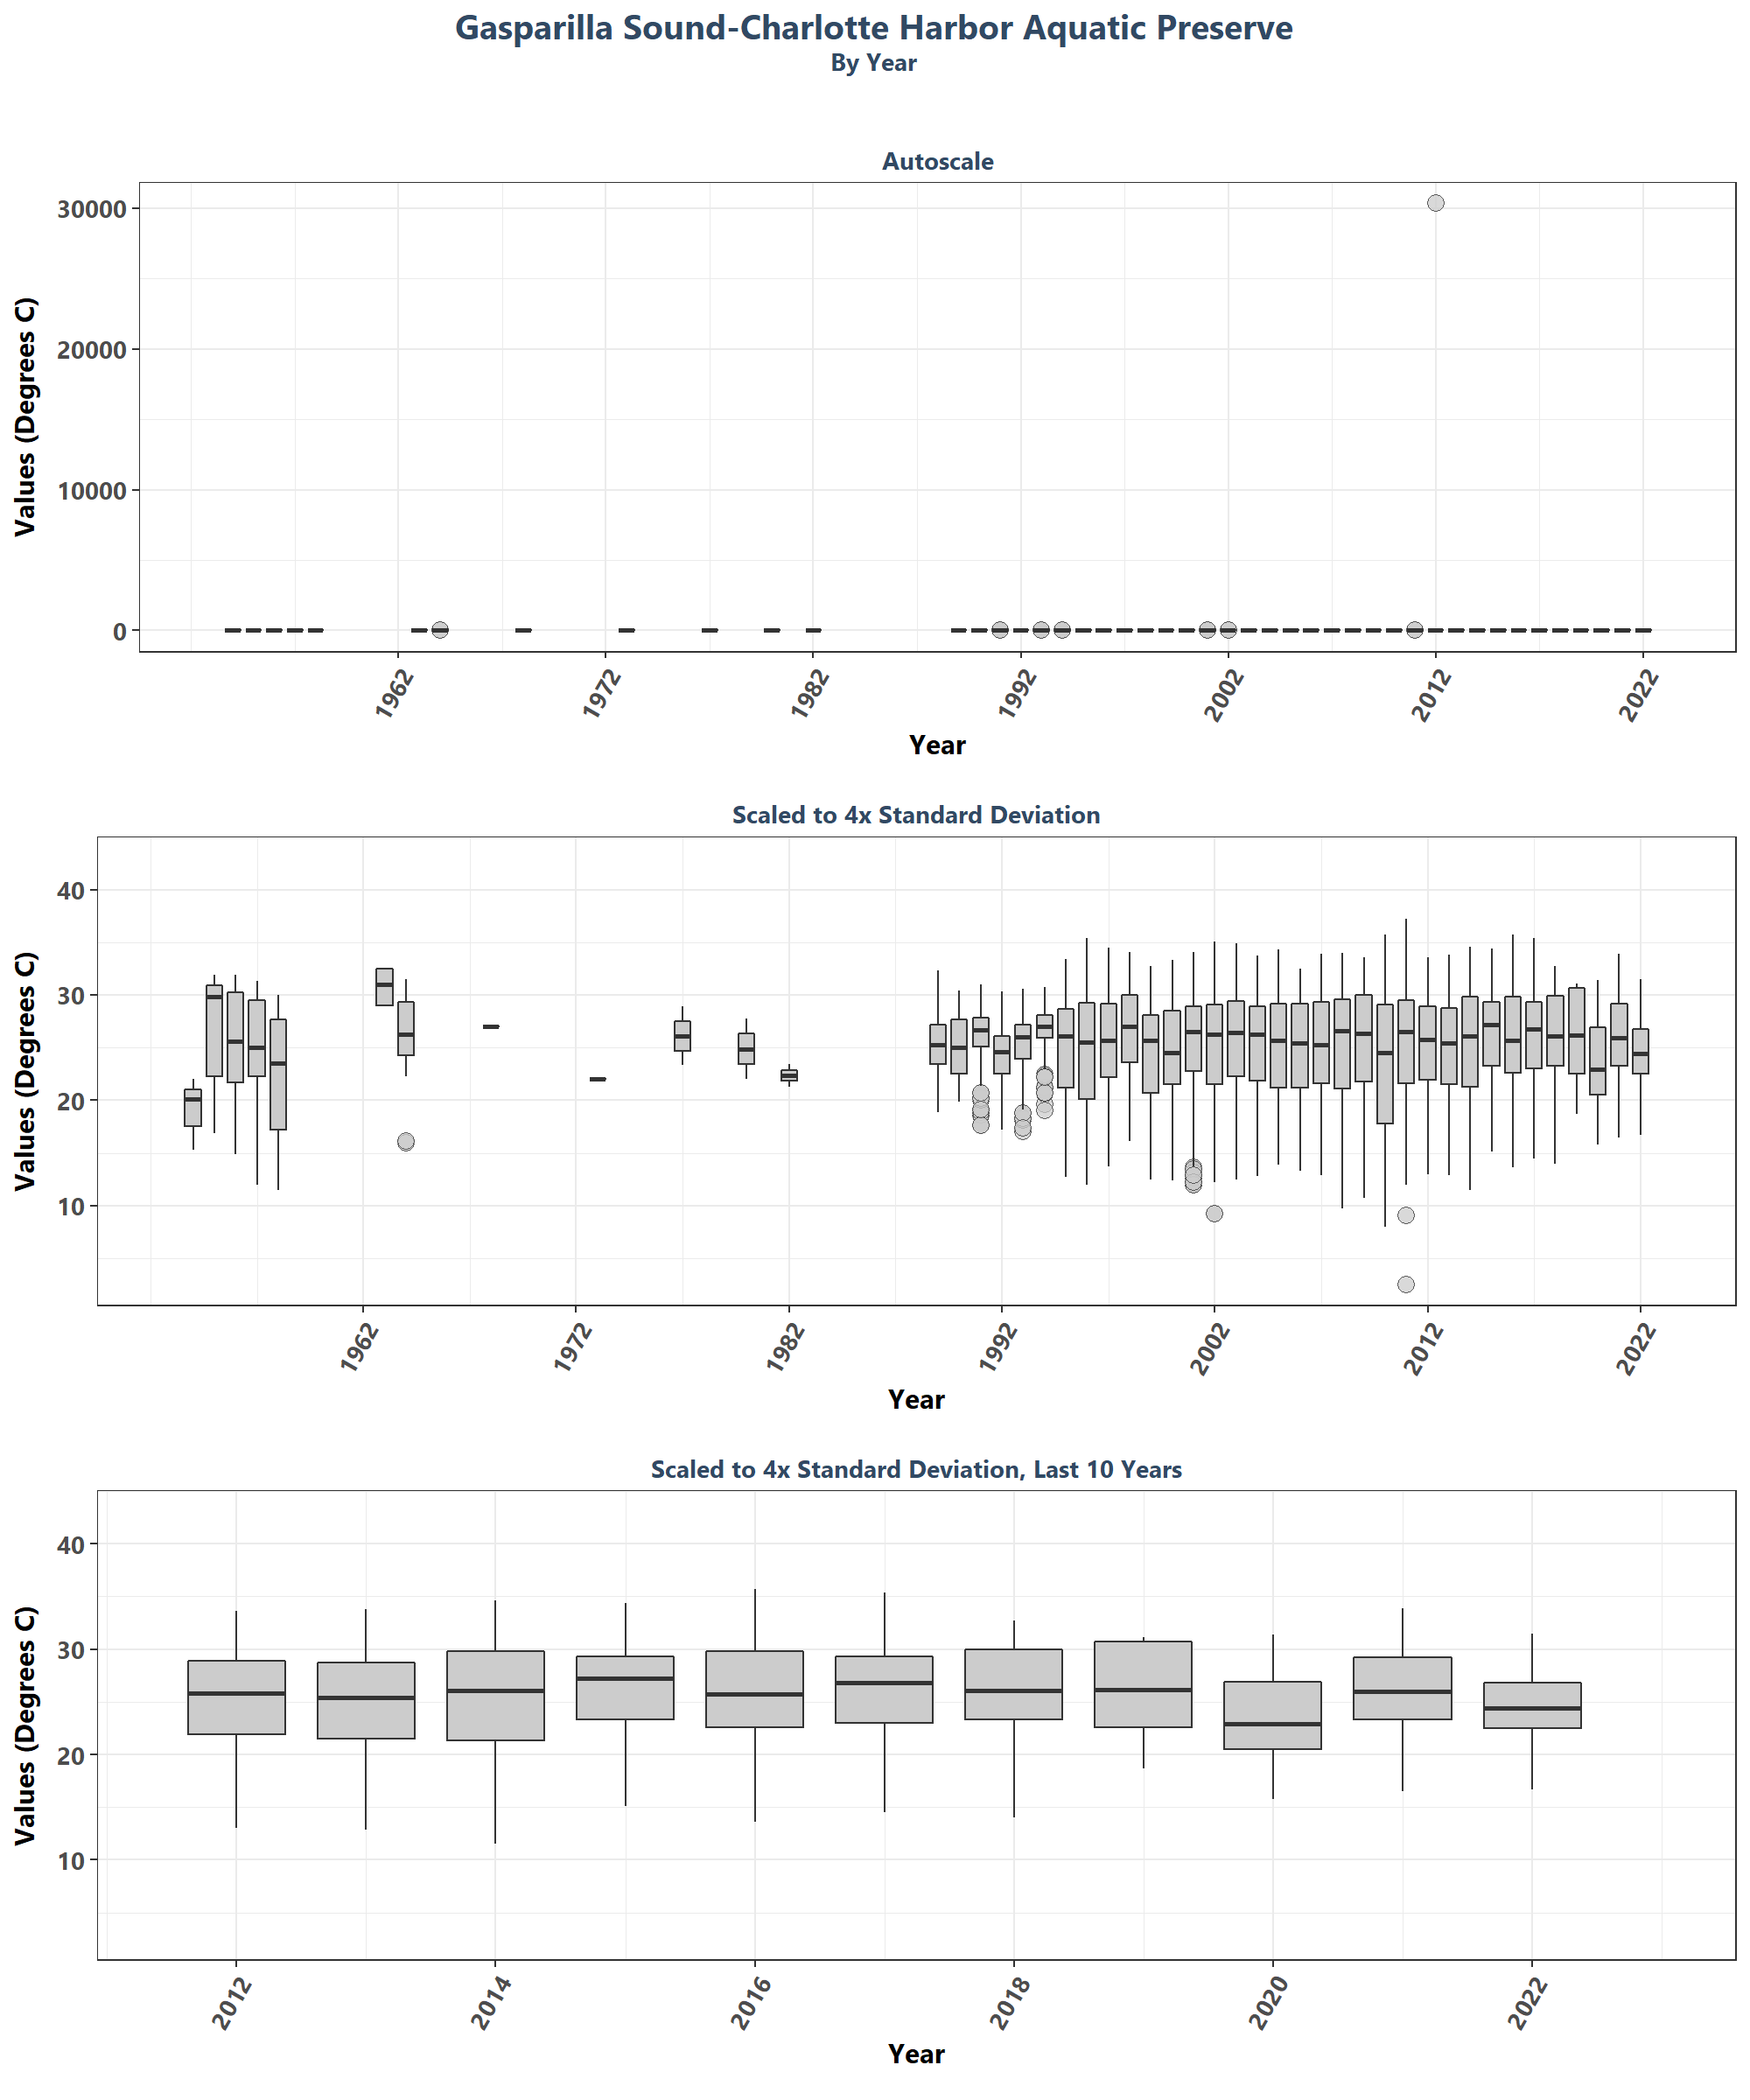 Gasparilla Sound-Charlotte Harbor Aquatic Preserve
By Year
Autoscale
Values (Degrees C)
30000
20000
10000
0
1962 1972 1982 1992 2002 2012 2022
Year
Scaled to 4x Standard Deviation
Values (Degrees C)
40
30
20
10
1962 1972 1982 1992 2002 2012 2022
Year
Scaled to 4x Standard Deviation, Last 10 Years
Values (Degrees C)
40
30
20
10
2012 2014 2016 2018 2020 2022
Year